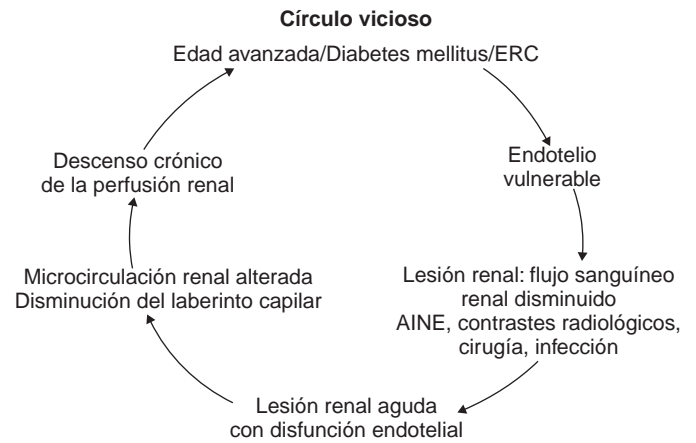 Círculo vicioso
Edad avanzada/Diabetes mellitus/ERC
Endotelio
vulnerable
Lesión renal: flujo sanguíneo
renal disminuido
AINE, contrastes radiológicos,
cirugía, infección
Lesión renal aguda
con disfunción endotelial
Microcirculación renal alterada
Disminución del laberinto capilar
Descenso crónico
de la perfusión renal